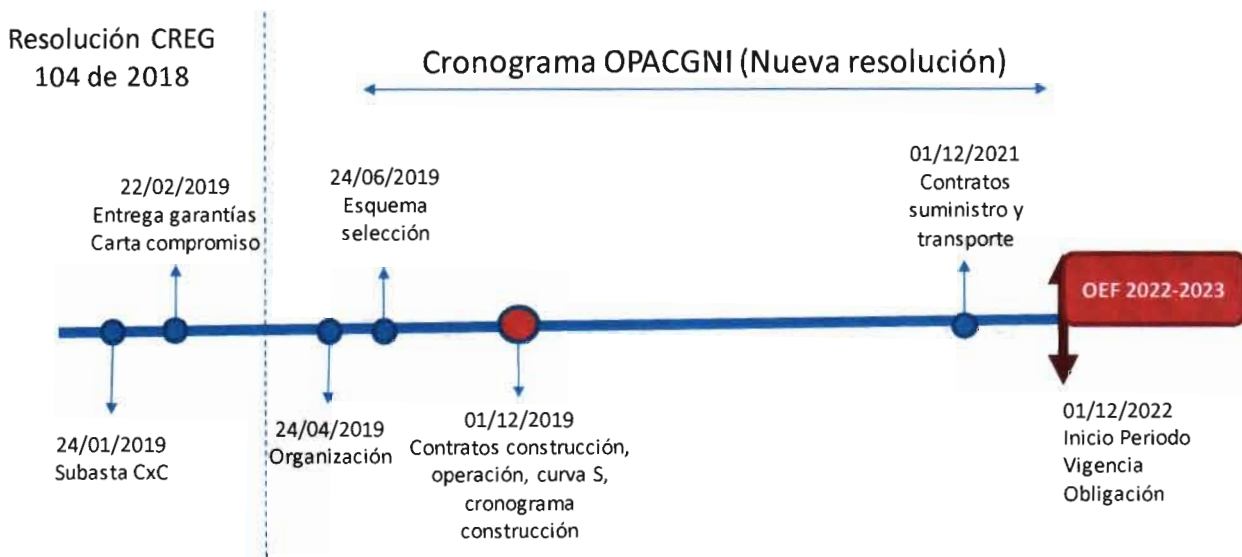 Resolución CREG
104 de 2018
Cronograma OPACGNI (Nueva resolución)
22/02/2019
Entrega garantías
Carta compromiso
24/06/2019
Esquema
selección
01/12/2021
Contratos
suministro y
transporte
OEF 2022-2023
24/01/2019
Subasta CxC
24/04/2019
Organización
01/12/2019
Contratos construcción,
operación, curva S,
cronograma
construcción
01/12/2022
Inicio Periodo
Vigencia
Obligación